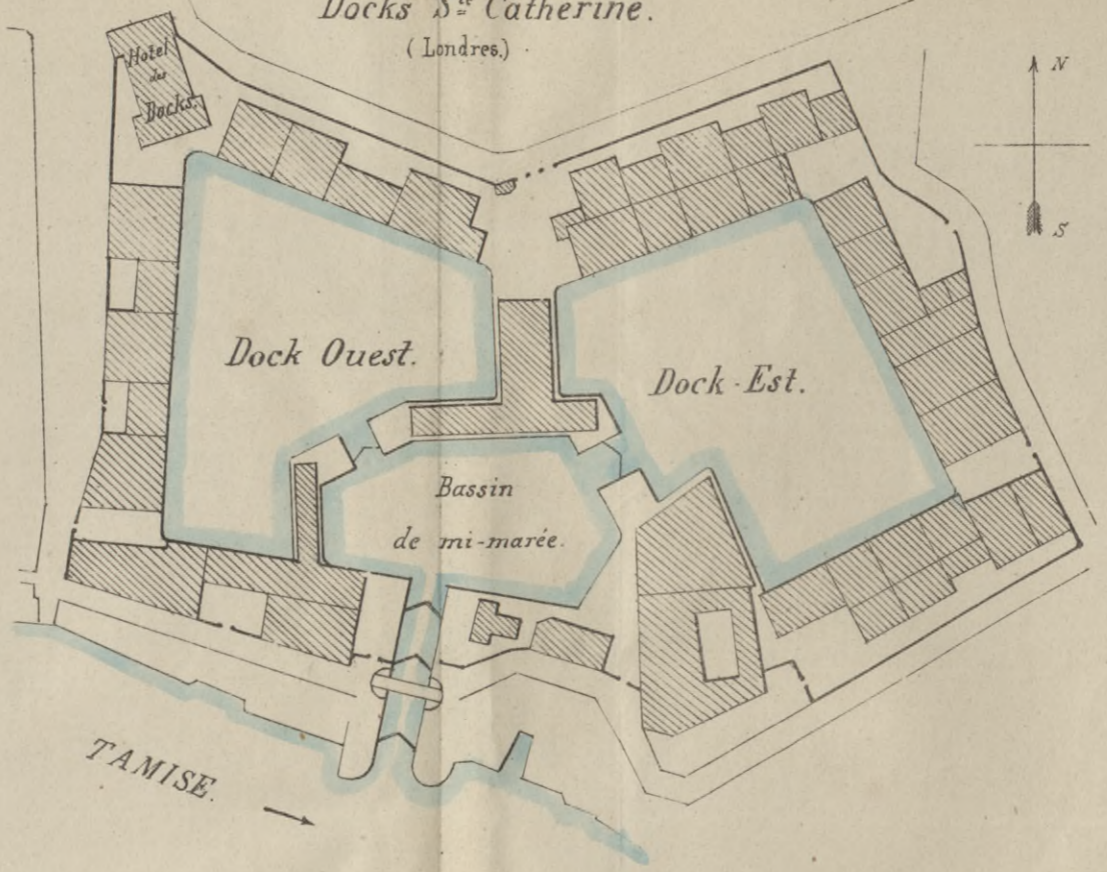 Docks Ste Catherine.
(Londres.)
Hotel
des
Docks.
N
S
Dock Ouest.
Dock-Est.
Bassin
de mi-marée.
TAMISE.